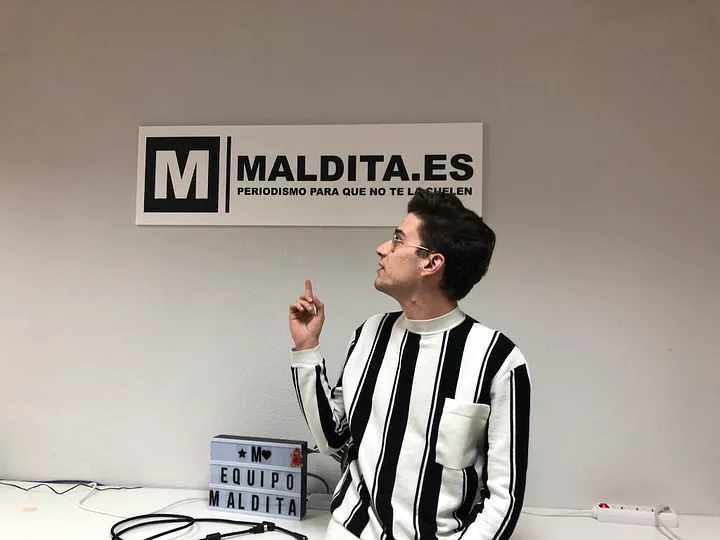 M
MALDITA.ES
PERIODISMO PARA QUE NO TE LA CUELEN
★ M ♥
EQUIPO
MALDITA